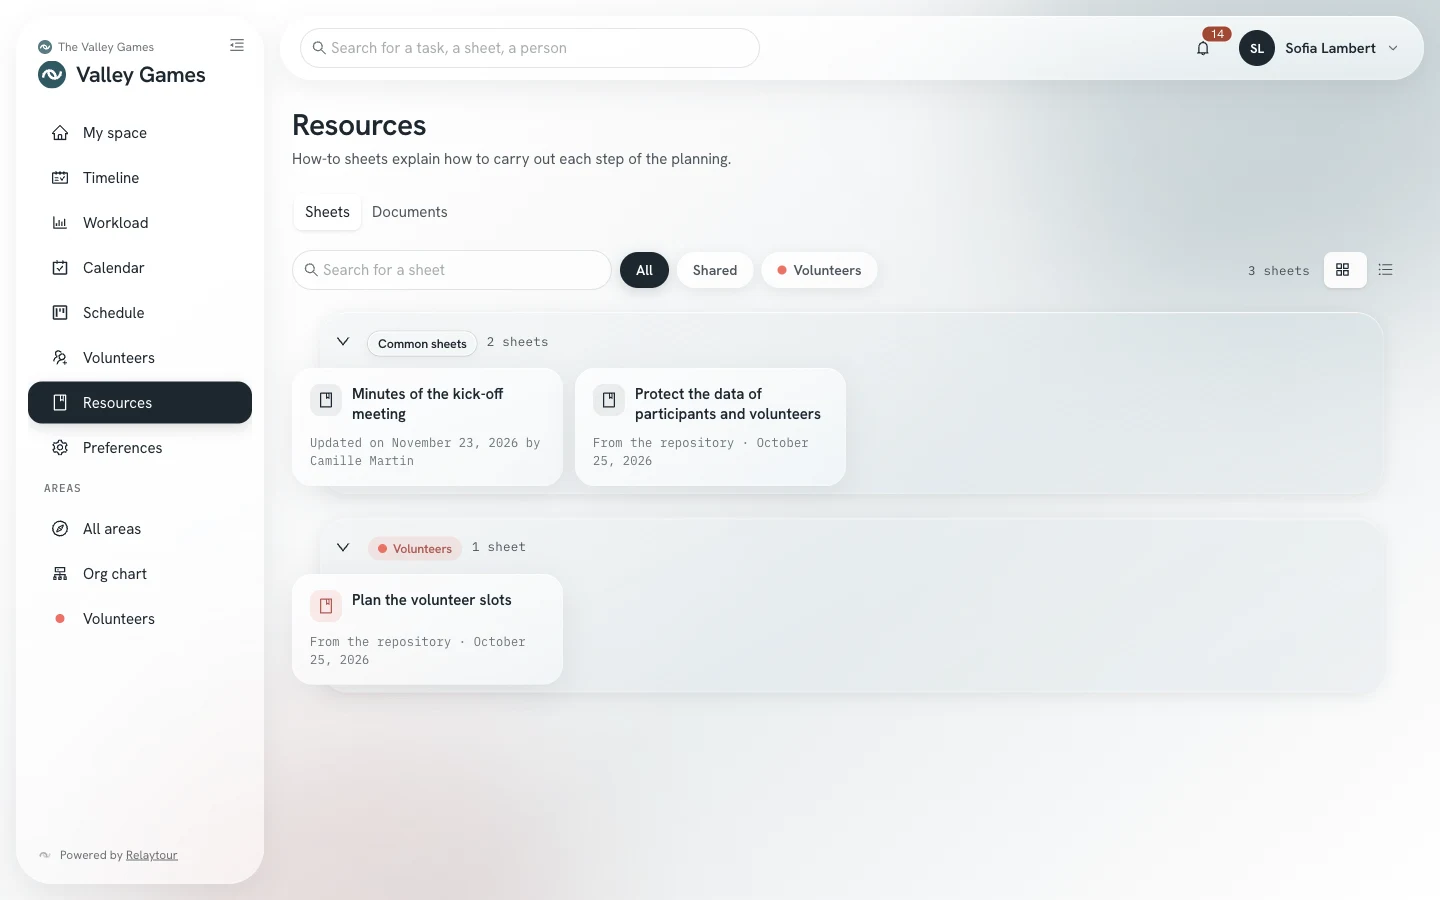 The Valley Games
Valley Games
My space
Timeline
Workload
Calendar
Schedule
Volunteers
Resources
Preferences
AREAS
All areas
Org chart
Volunteers
Powered by Relaytour
Search for a task, a sheet, a person
14
SL
Sofia Lambert
Resources
How-to sheets explain how to carry out each step of the planning.
Sheets
Documents
Search for a sheet
All
Shared
Volunteers
3 sheets
Common sheets
2 sheets
Minutes of the kick-off
meeting
Updated on November 23, 2026 by
Camille Martin
Protect the data of
participants and volunteers
From the repository · October
25, 2026
Volunteers
1 sheet
Plan the volunteer slots
From the repository · October
25, 2026